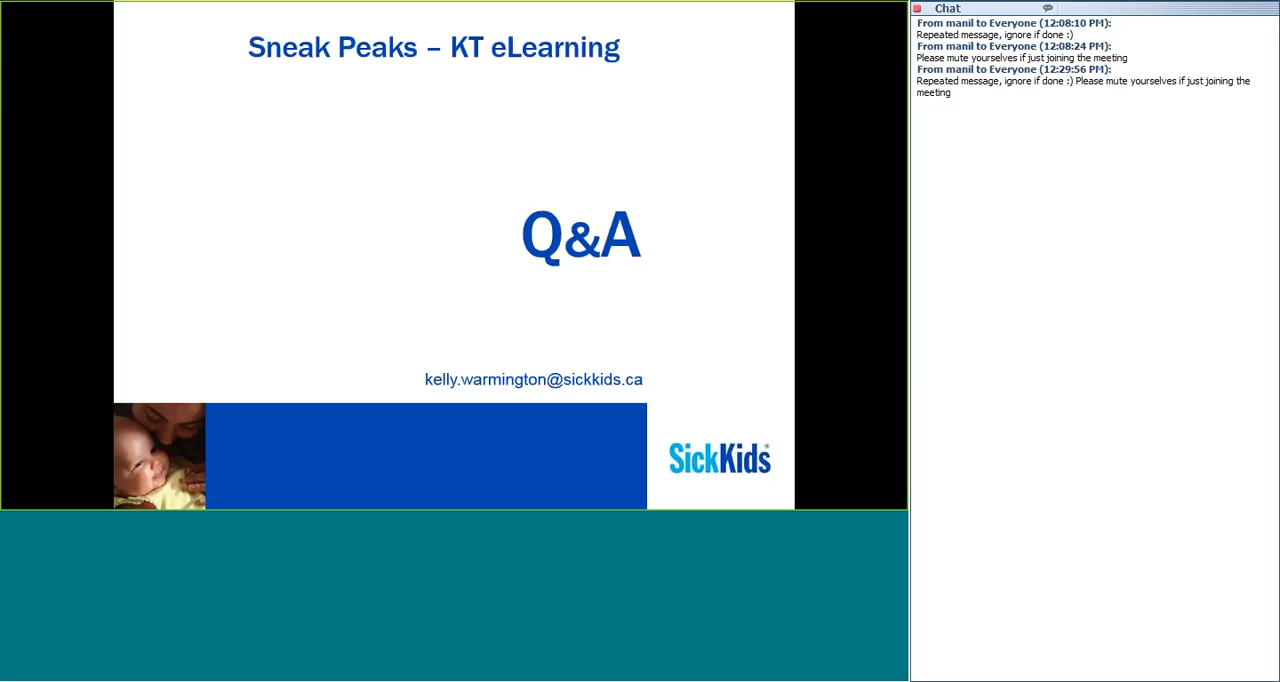 Sneak Peaks – KT eLearning
Q&A
kelly.warmington@sickkids.ca
SickKids®
Chat
From manil to Everyone (12:08:10 PM):
Repeated message, ignore if done :)
From manil to Everyone (12:08:24 PM):
Please mute yourselves if just joining the meeting
From manil to Everyone (12:29:56 PM):
Repeated message, ignore if done :) Please mute yourselves if just joining the
meeting